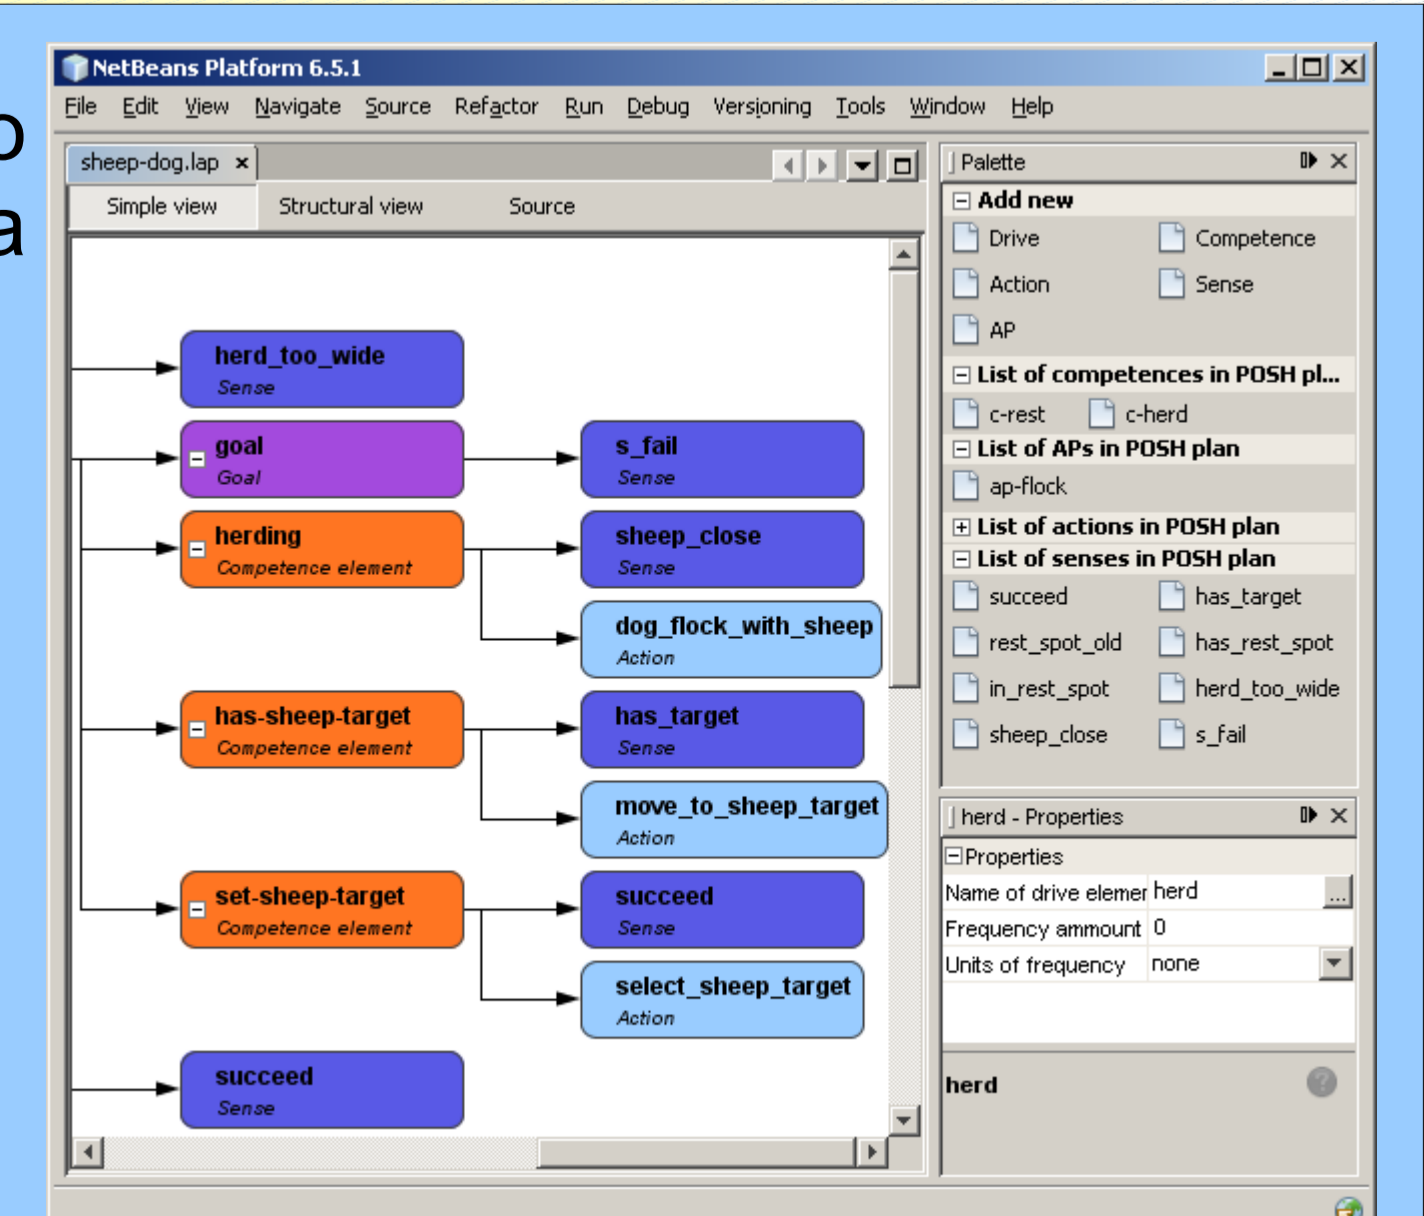 o
a
NetBeans Platform 6.5.1
File Edit View Navigate Source Refactor Run Debug Versioning Tools Window Help
sheep-dog.lap
Simple view Structural view Source
herd_too_wide
Sense
goal
Goal
s_fail
Sense
herding
Competence element
sheep_close
Sense
dog_flock_with_sheep
Action
has-sheep-target
Competence element
has_target
Sense
move_to_sheep_target
Action
set-sheep-target
Competence element
succeed
Sense
select_sheep_target
Action
succeed
Sense
Palette
Add new
Drive Competence
Action Sense
AP
List of competences in POSH pl...
c-rest c-herd
List of APs in POSH plan
ap-flock
List of actions in POSH plan
List of senses in POSH plan
succeed has_target
rest_spot_old has_rest_spot
in_rest_spot herd_too_wide
sheep_close s_fail
herd - Properties
Properties
Name of drive elemer herd ...
Frequency ammount 0
Units of frequency none
herd